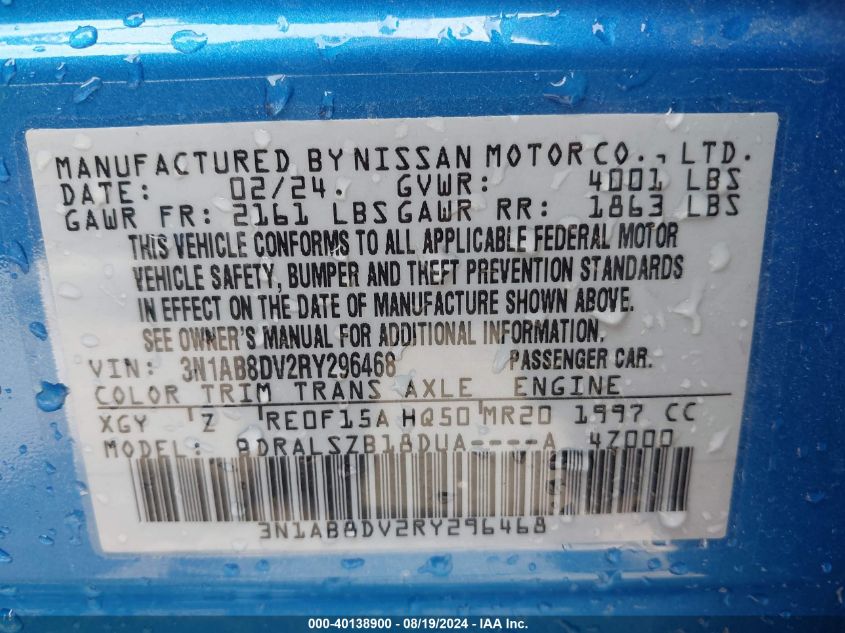 MANUFACTURED BY NISSAN MOTOR CO., LTD.
DATE: 02/24. GVWR: 4001 LBS
GAWR FR: 2161 LBS GAWR RR: 1863 LBS
THIS VEHICLE CONFORMS TO ALL APPLICABLE FEDERAL MOTOR
VEHICLE SAFETY, BUMPER AND THEFT PREVENTION STANDARDS
IN EFFECT ON THE DATE OF MANUFACTURE SHOWN ABOVE.
SEE OWNER'S MANUAL FOR ADDITIONAL INFORMATION.
VIN: 3N1AB8DV2RY296468 PASSENGER CAR.
COLOR TRIM TRANS AXLE ENGINE
XGY Z RE0F15A HQ50 MR20 1997 CC
MODEL: BDRALSZB18DUA----A 4Z000
3N1AB8DV2RY296468
000-40138900 - 08/19/2024 - IAA Inc.